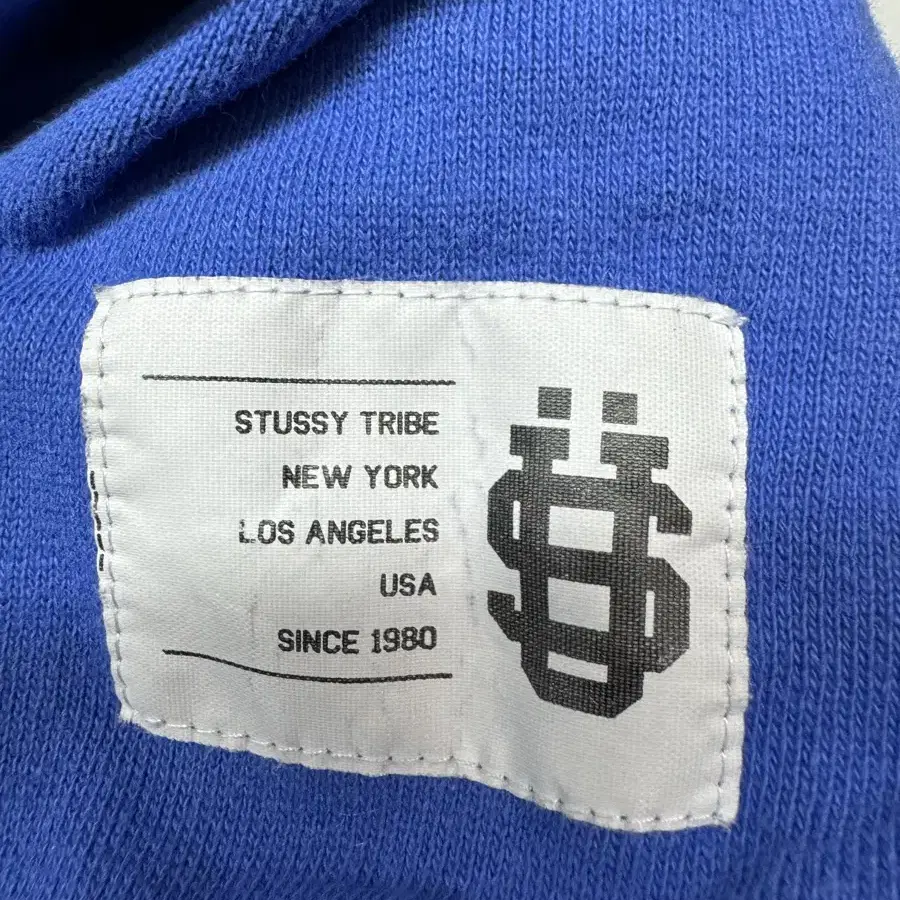 STUSSY TRIBE
NEW YORK
LOS ANGELES
USA
SINCE 1980